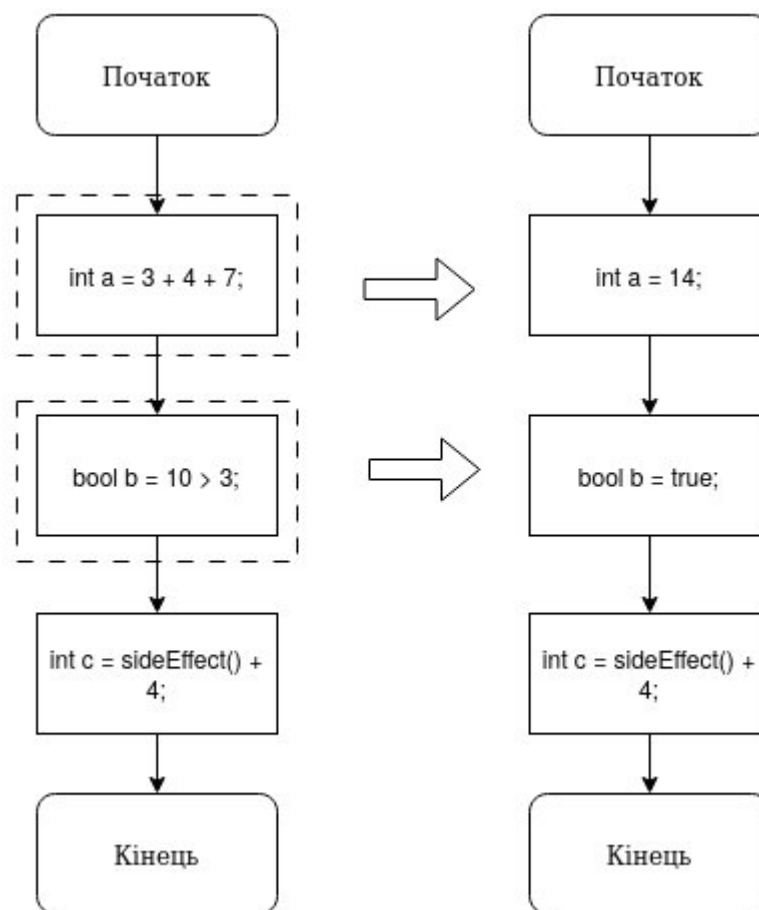 Початок
Початок
int a = 3 + 4 + 7;
int a = 14;
bool b = 10 > 3;
bool b = true;
int c = sideEffect() +
4;
int c = sideEffect() +
4;
Кінець
Кінець